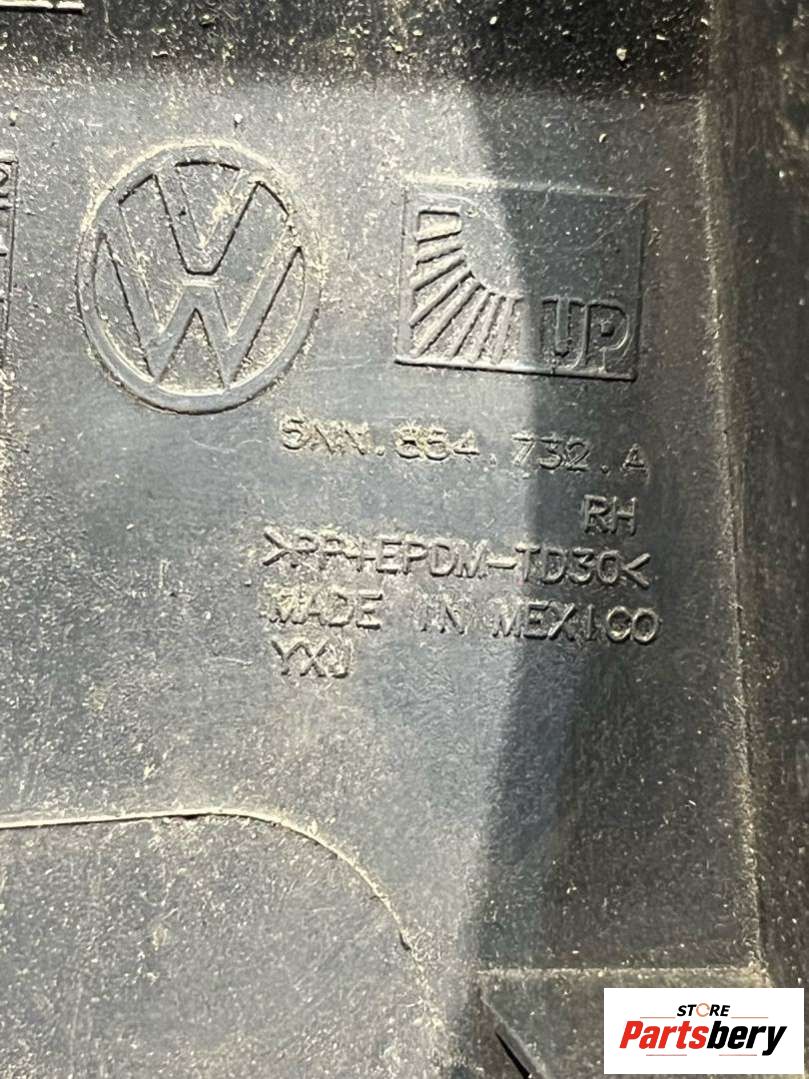 UP
5NN.854.732.A
RH
>PP+EPDM-TD30<
MADE IN MEXICO
YXJ
STORE
Partsbery